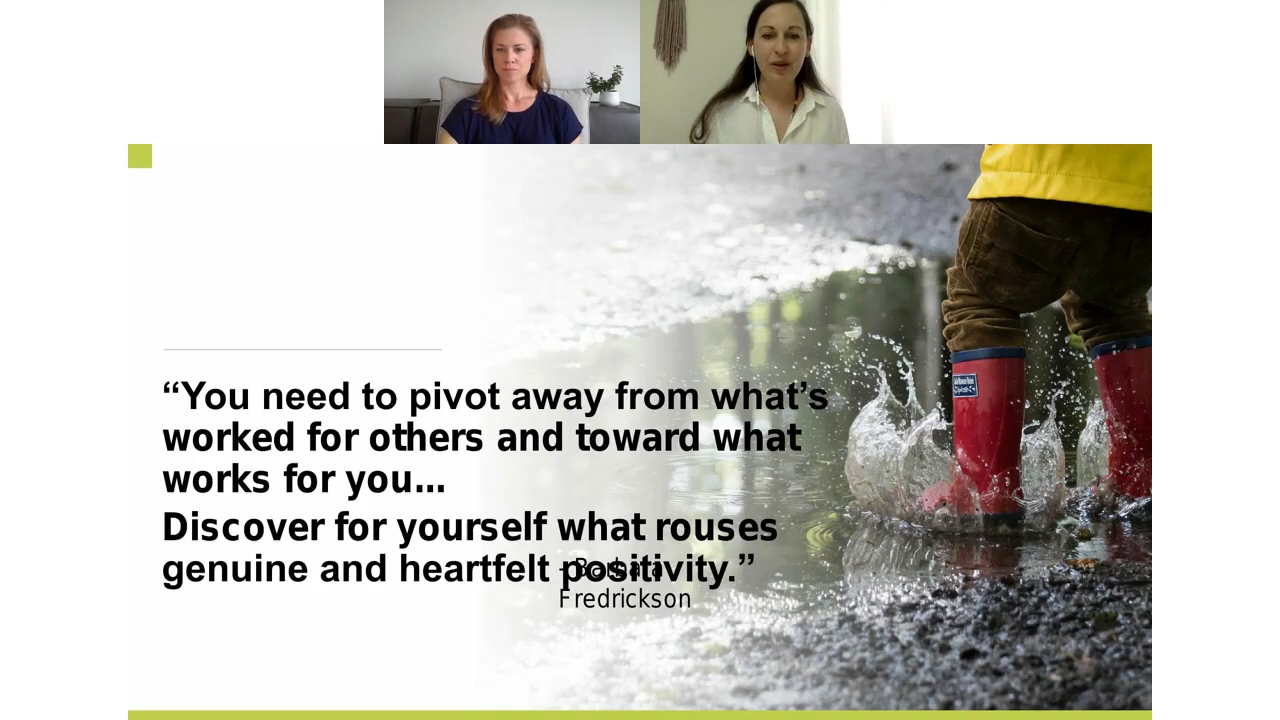 “You need to pivot away from what’s
worked for others and toward what
works for you...
Discover for yourself what rouses
genuine and heartfelt positivity.”
- Barbara
Fredrickson